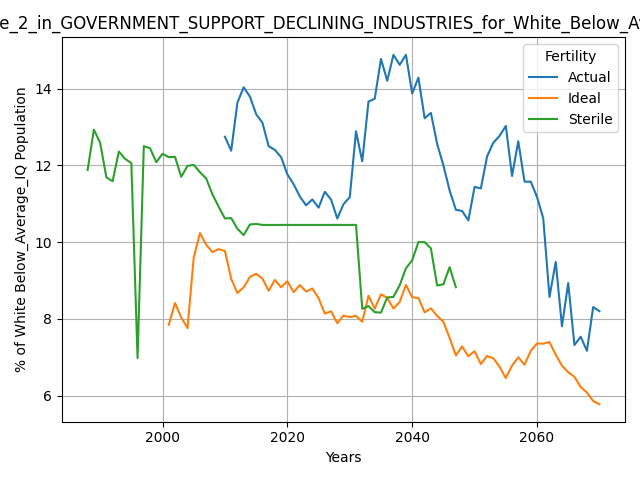 e_2_in_GOVERNMENT_SUPPORT_DECLINING_INDUSTRIES_for_White_Below_Av
Fertility
Actual
Ideal
Sterile
% of White Below_Average_IQ Population
14
12
10
8
6
2000
2020
2040
2060
Years